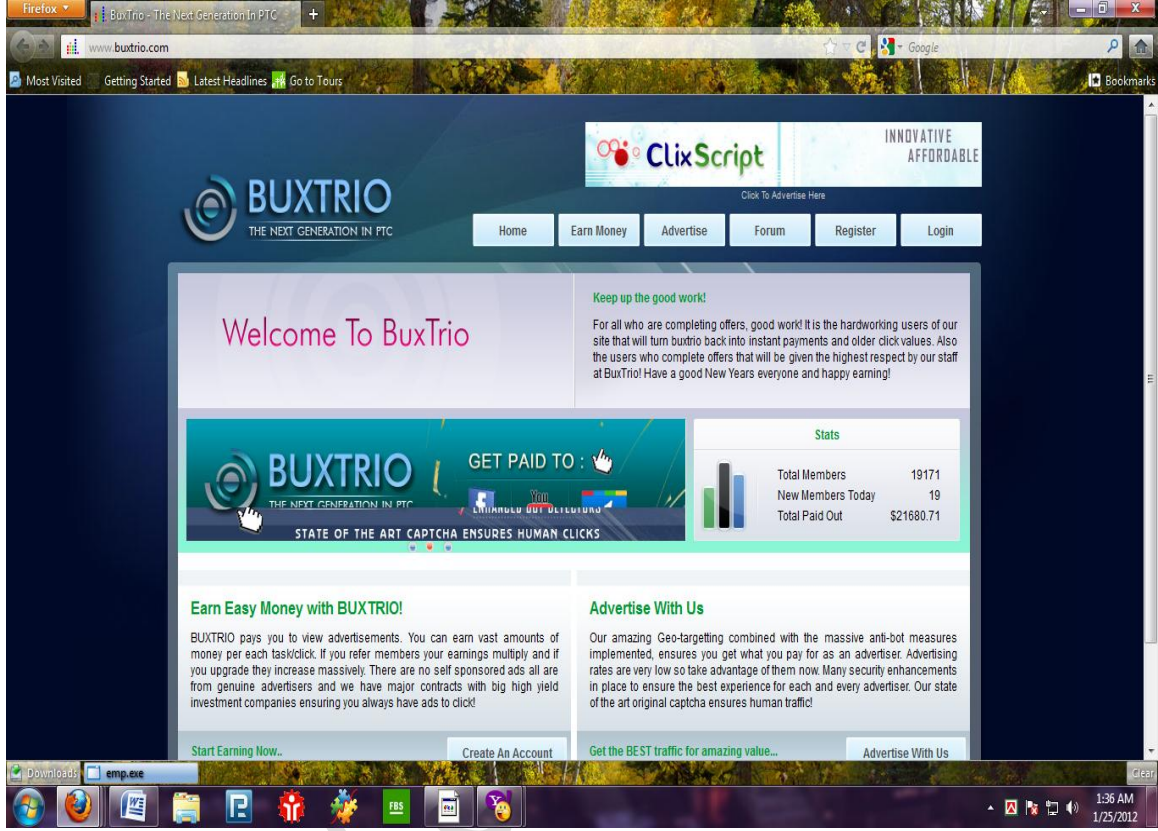 Firefox
BuxTrio - The Next Generation In PTC
www.buxtrio.com
Google
Most Visited Getting Started Latest Headlines Go to Tours Bookmarks
ClixScript
INNOVATIVE
AFFORDABLE
Click To Advertise Here
BUXTRIO
THE NEXT GENERATION IN PTC
Home Earn Money Advertise Forum Register Login
Welcome To BuxTrio
Keep up the good work!
For all who are completing offers, good work! It is the hardworking users of our
site that will turn buxtrio back into instant payments and older click values. Also
the users who complete offers that will be given the highest respect by our staff
at BuxTrio! Have a good New Years everyone and happy earning!
BUXTRIO
THE NEXT GENERATION IN PTC
GET PAID TO :
You
STATE OF THE ART CAPTCHA ENSURES HUMAN CLICKS
Stats
Total Members 19171
New Members Today 19
Total Paid Out $21680.71
Earn Easy Money with BUXTRIO!
BUXTRIO pays you to view advertisements. You can earn vast amounts of
money per each task/click. If you refer members your earnings multiply and if
you upgrade they increase massively. There are no self sponsored ads all are
from genuine advertisers and we have major contracts with big high yield
investment companies ensuring you always have ads to click!
Start Earning Now..
Create An Account
Advertise With Us
Our amazing Geo-targetting combined with the massive anti-bot measures
implemented, ensures you get what you pay for as an advertiser. Advertising
rates are very low so take advantage of them now. Many security enhancements
in place to ensure the best experience for each and every advertiser. Our state
of the art original captcha ensures human traffic!
Get the BEST traffic for amazing value...
Advertise With Us
Downloads emp.exe Clear
FBS
1:36 AM
1/25/2012